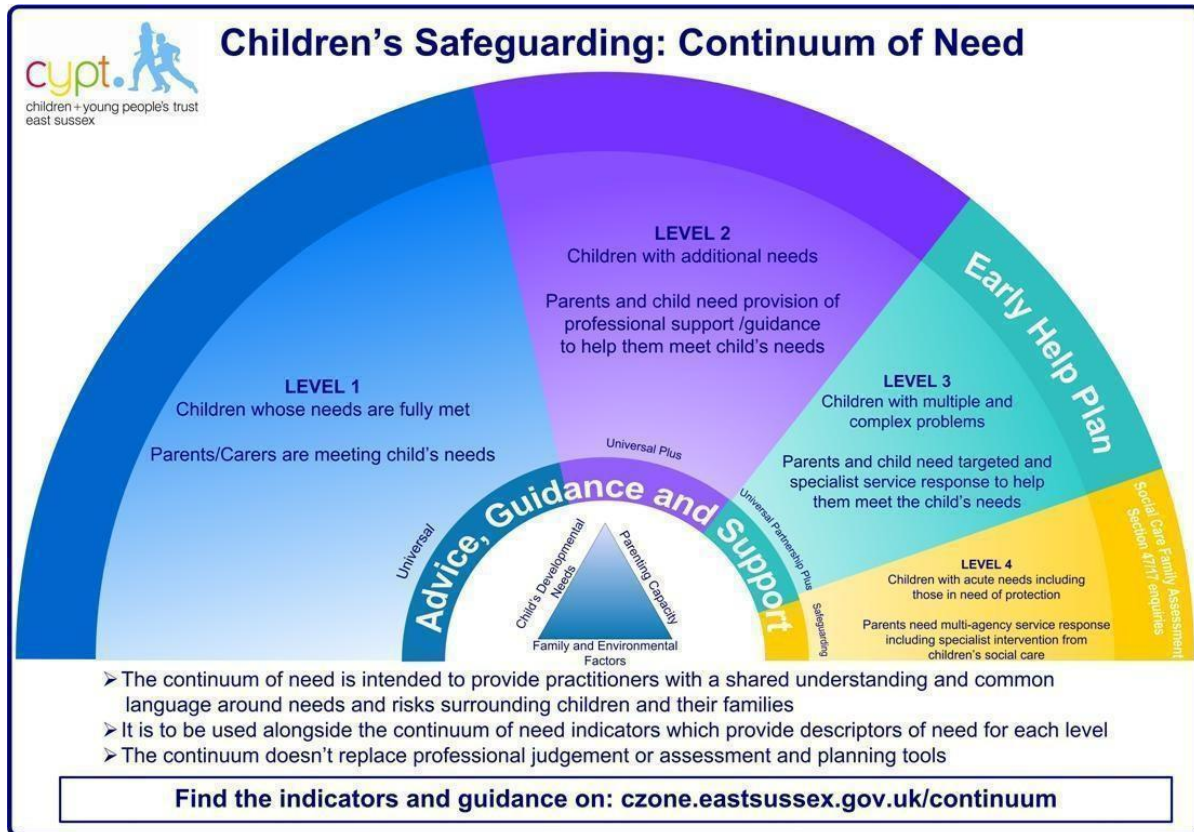 Children's Safeguarding: Continuum of Need
cypt.
children+young people's trust
east sussex
LEVEL 1
Children whose needs are fully met
Parents/Carers are meeting child's needs
LEVEL 2
Children with additional needs
Parents and child need provision of
professional support /guidance
to help them meet child's needs
LEVEL 3
Children with multiple and
complex problems
Parents and child need targeted and
specialist service response to help
them meet the child's needs
Early Help Plan
LEVEL 4
Children with acute needs including
those in need of protection
Parents need multi-agency service response
including specialist intervention from
children's social care
Social Care Family Assessment
Section 47/17 enquiries
Universal
Universal Plus
Universal Partnership Plus
Safeguarding
Advice, Guidance and Support
Child's Developmental
Needs
Parenting Capacity
Family and Environmental
Factors
➢ The continuum of need is intended to provide practitioners with a shared understanding and common
language around needs and risks surrounding children and their families
➢ It is to be used alongside the continuum of need indicators which provide descriptors of need for each level
➢ The continuum doesn't replace professional judgement or assessment and planning tools
Find the indicators and guidance on: czone.eastsussex.gov.uk/continuum